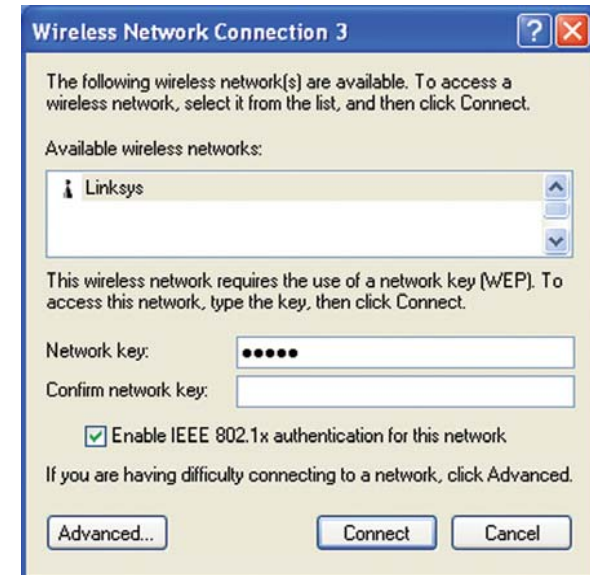 Wireless Network Connection 3
The following wireless network(s) are available. To access a
wireless network, select it from the list, and then click Connect.
Available wireless networks:
Linksys
This wireless network requires the use of a network key (WEP). To
access this network, type the key, then click Connect.
Network key: •••••
Confirm network key:
Enable IEEE 802.1x authentication for this network
If you are having difficulty connecting to a network, click Advanced.
Advanced... Connect Cancel